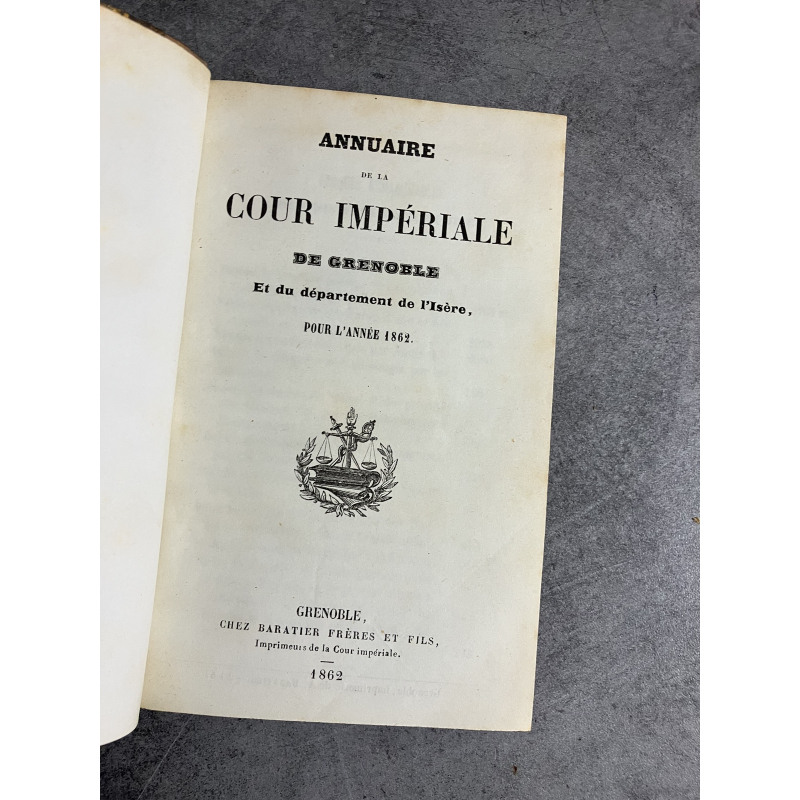 ANNUAIRE
DE LA
COUR IMPÉRIALE
DE GRENOBLE
Et du département de l'Isère,
POUR L'ANNÉE 1862.
GRENOBLE,
CHEZ BARATIER FRÈRES ET FILS,
Imprimeurs de la Cour impériale.
1862